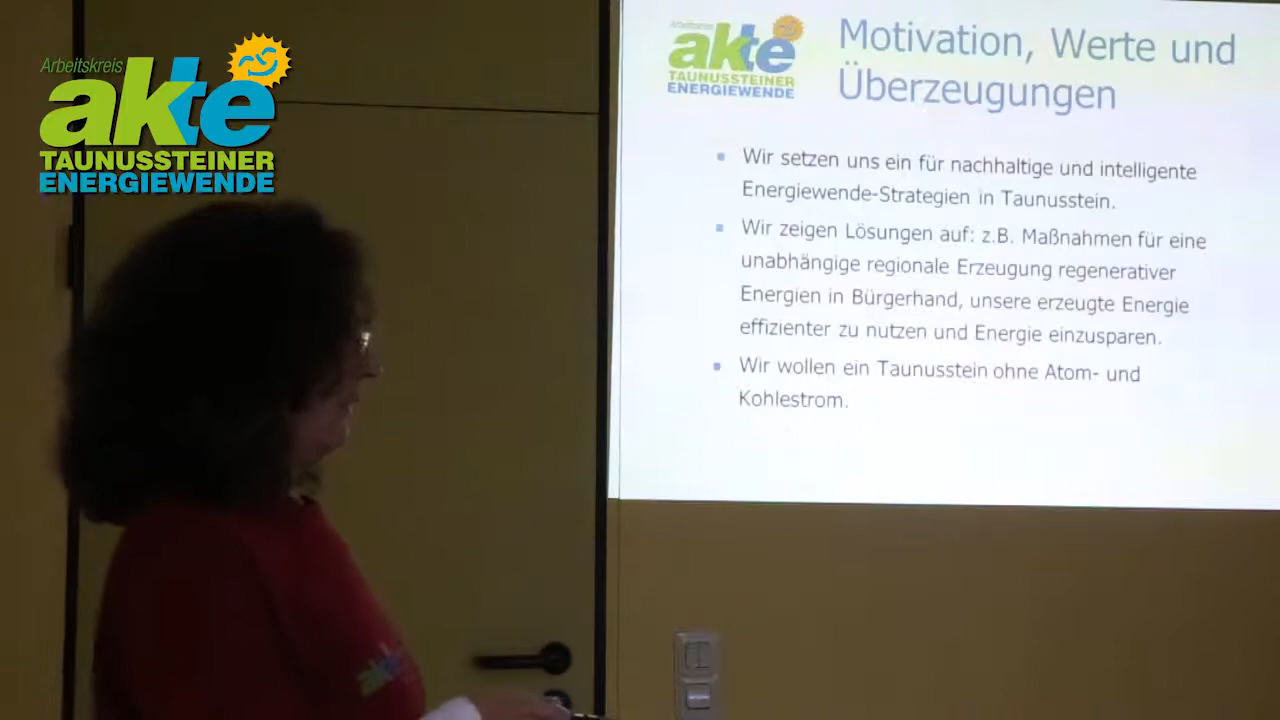 Arbeitskreis
akte
TAUNUSSTEINER
ENERGIEWENDE
Arbeitskreis
akte
TAUNUSSTEINER
ENERGIEWENDE
Motivation, Werte und
Überzeugungen
Wir setzen uns ein für nachhaltige und intelligente
Energiewende-Strategien in Taunusstein.
Wir zeigen Lösungen auf: z.B. Maßnahmen für eine
unabhängige regionale Erzeugung regenerativer
Energien in Bürgerhand, unsere erzeugte Energie
effizienter zu nutzen und Energie einzusparen.
Wir wollen ein Taunusstein ohne Atom- und
Kohlestrom.
akte